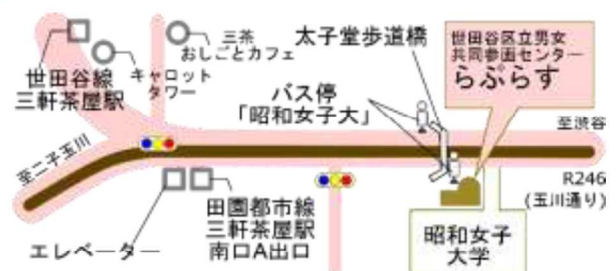 三茶
おしごとカフェ
太子堂歩道橋
世田谷区立男女
共同参画センター
らぷらす
世田谷線
三軒茶屋駅
キャロット
タワー
バス停
「昭和女子大」
至渋谷
至二子玉川
R246
(玉川通り)
田園都市線
三軒茶屋駅
南口A出口
エレベーター
昭和女子
大学